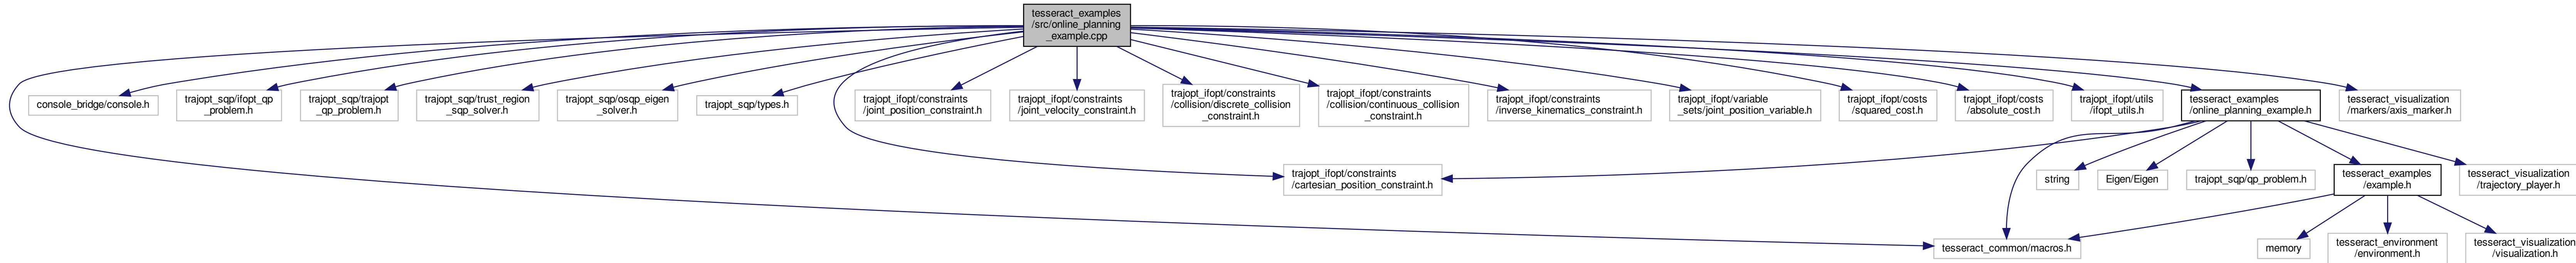 tesseract_examples
/src/online_planning
_example.cpp
console_bridge/console.h
trajopt_sqp/ifopt_qp
_problem.h
trajopt_sqp/trajopt
_qp_problem.h
trajopt_sqp/trust_region
_sqp_solver.h
trajopt_sqp/osqp_eigen
_solver.h
trajopt_sqp/types.h
trajopt_ifopt/constraints
/joint_position_constraint.h
trajopt_ifopt/constraints
/joint_velocity_constraint.h
trajopt_ifopt/constraints
/collision/discrete_collision
_constraint.h
trajopt_ifopt/constraints
/collision/continuous_collision
_constraint.h
trajopt_ifopt/constraints
/inverse_kinematics_constraint.h
trajopt_ifopt/variable
_sets/joint_position_variable.h
trajopt_ifopt/costs
/squared_cost.h
trajopt_ifopt/costs
/absolute_cost.h
trajopt_ifopt/utils
/ifopt_utils.h
tesseract_examples
/online_planning_example.h
tesseract_visualization
/markers/axis_marker.h
trajopt_ifopt/constraints
/cartesian_position_constraint.h
string
Eigen/Eigen
trajopt_sqp/qp_problem.h
tesseract_examples
/example.h
tesseract_visualization
/trajectory_player.h
tesseract_common/macros.h
memory
tesseract_environment
/environment.h
tesseract_visualization
/visualization.h